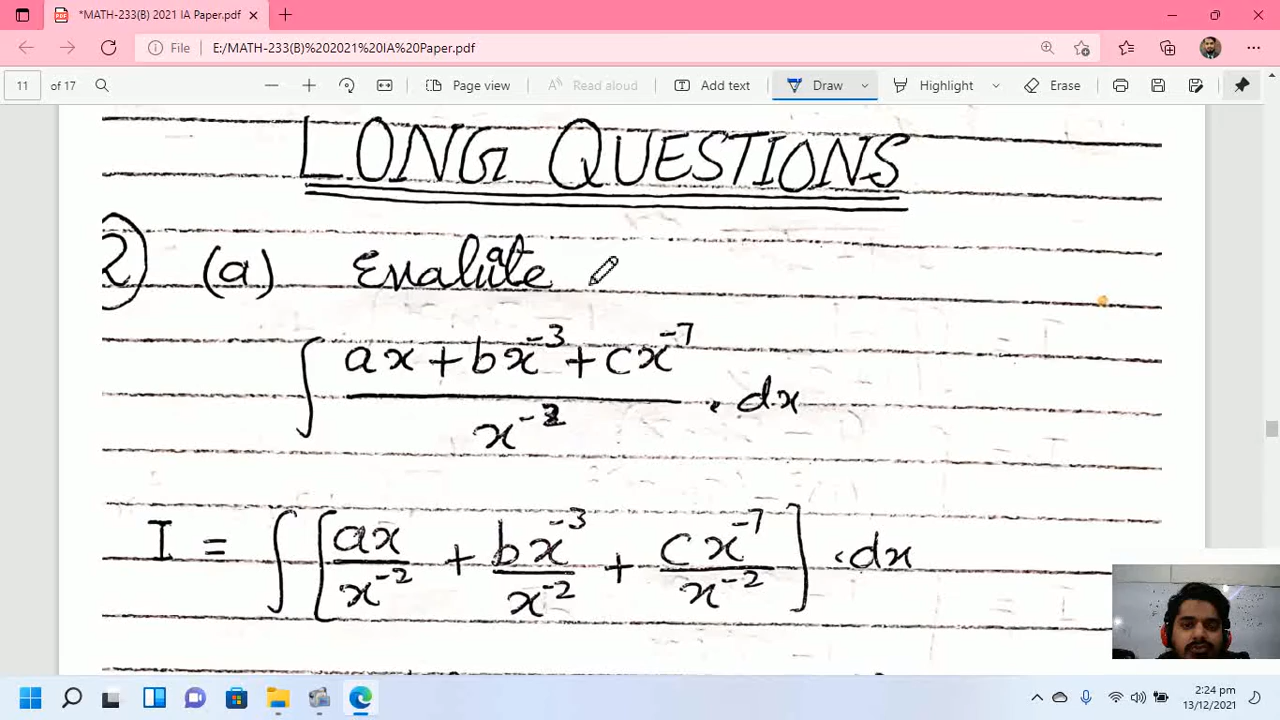 *MATH-233(B) 2021 IA Paper.pdf
File E:/MATH-233(B)%202021%20IA%20Paper.pdf
11 of 17 Page view Read aloud Add text Draw Highlight Erase
LONG QUESTIONS
2) (a) Evaluate
∫ (ax + bx⁻³ + cx⁻⁷) / x⁻² . dx
I = ∫ [ax/x⁻² + bx⁻³/x⁻² + cx⁻⁷/x⁻²] . dx
2:24 pm
13/12/2021